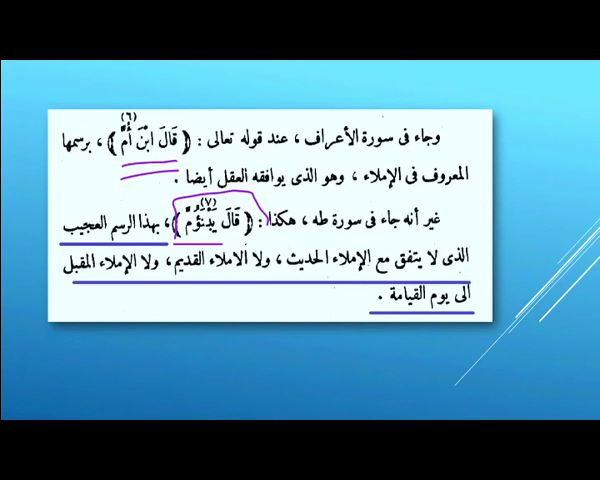 وجاء فى سورة الأعراف ، عند قوله تعالى : ﴿ قَالَ ابْنَ أُمَّ ﴾ (٦) ، برسمها
المعروف فى الإملاء ، وهو الذى يوافقه العقل أيضا .
غير أنه جاء فى سورة طه ، هكذا : ﴿ قَالَ يَبْنَؤُمَّ ﴾ (٧) ، بهذا الرسم العجيب
الذى لا يتفق مع الإملاء الحديث ، ولا الاملاء القديم ، ولا الإملاء المقبل
الى يوم القيامة .